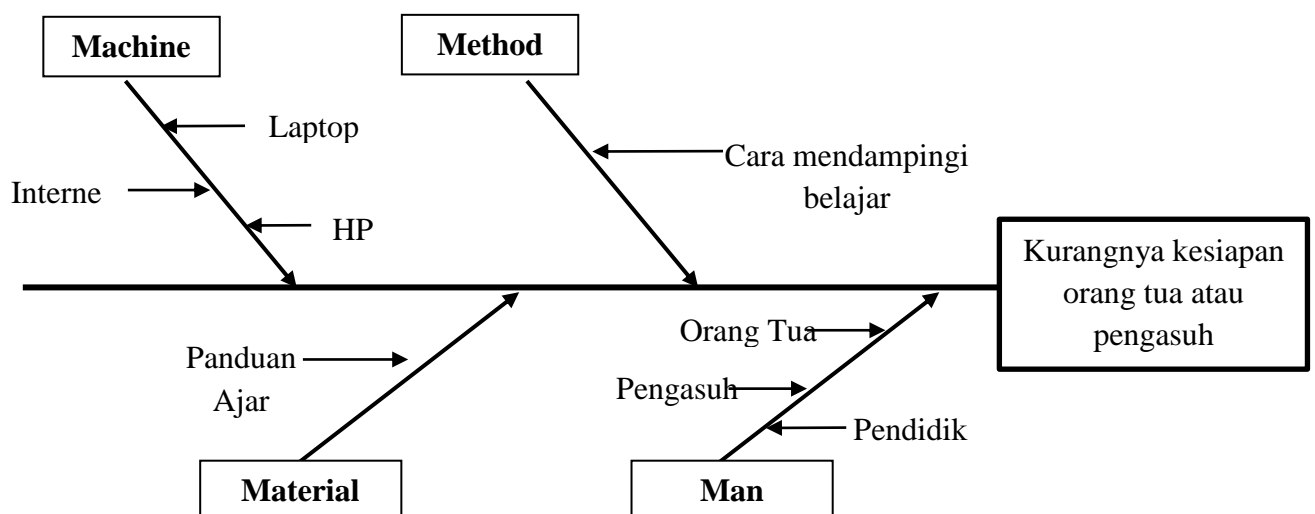 Machine
Method
Laptop
Cara mendampingi
belajar
Interne
HP
Kurangnya kesiapan
orang tua atau
pengasuh
Orang Tua
Panduan
Ajar
Pengasuh
Pendidik
Material
Man